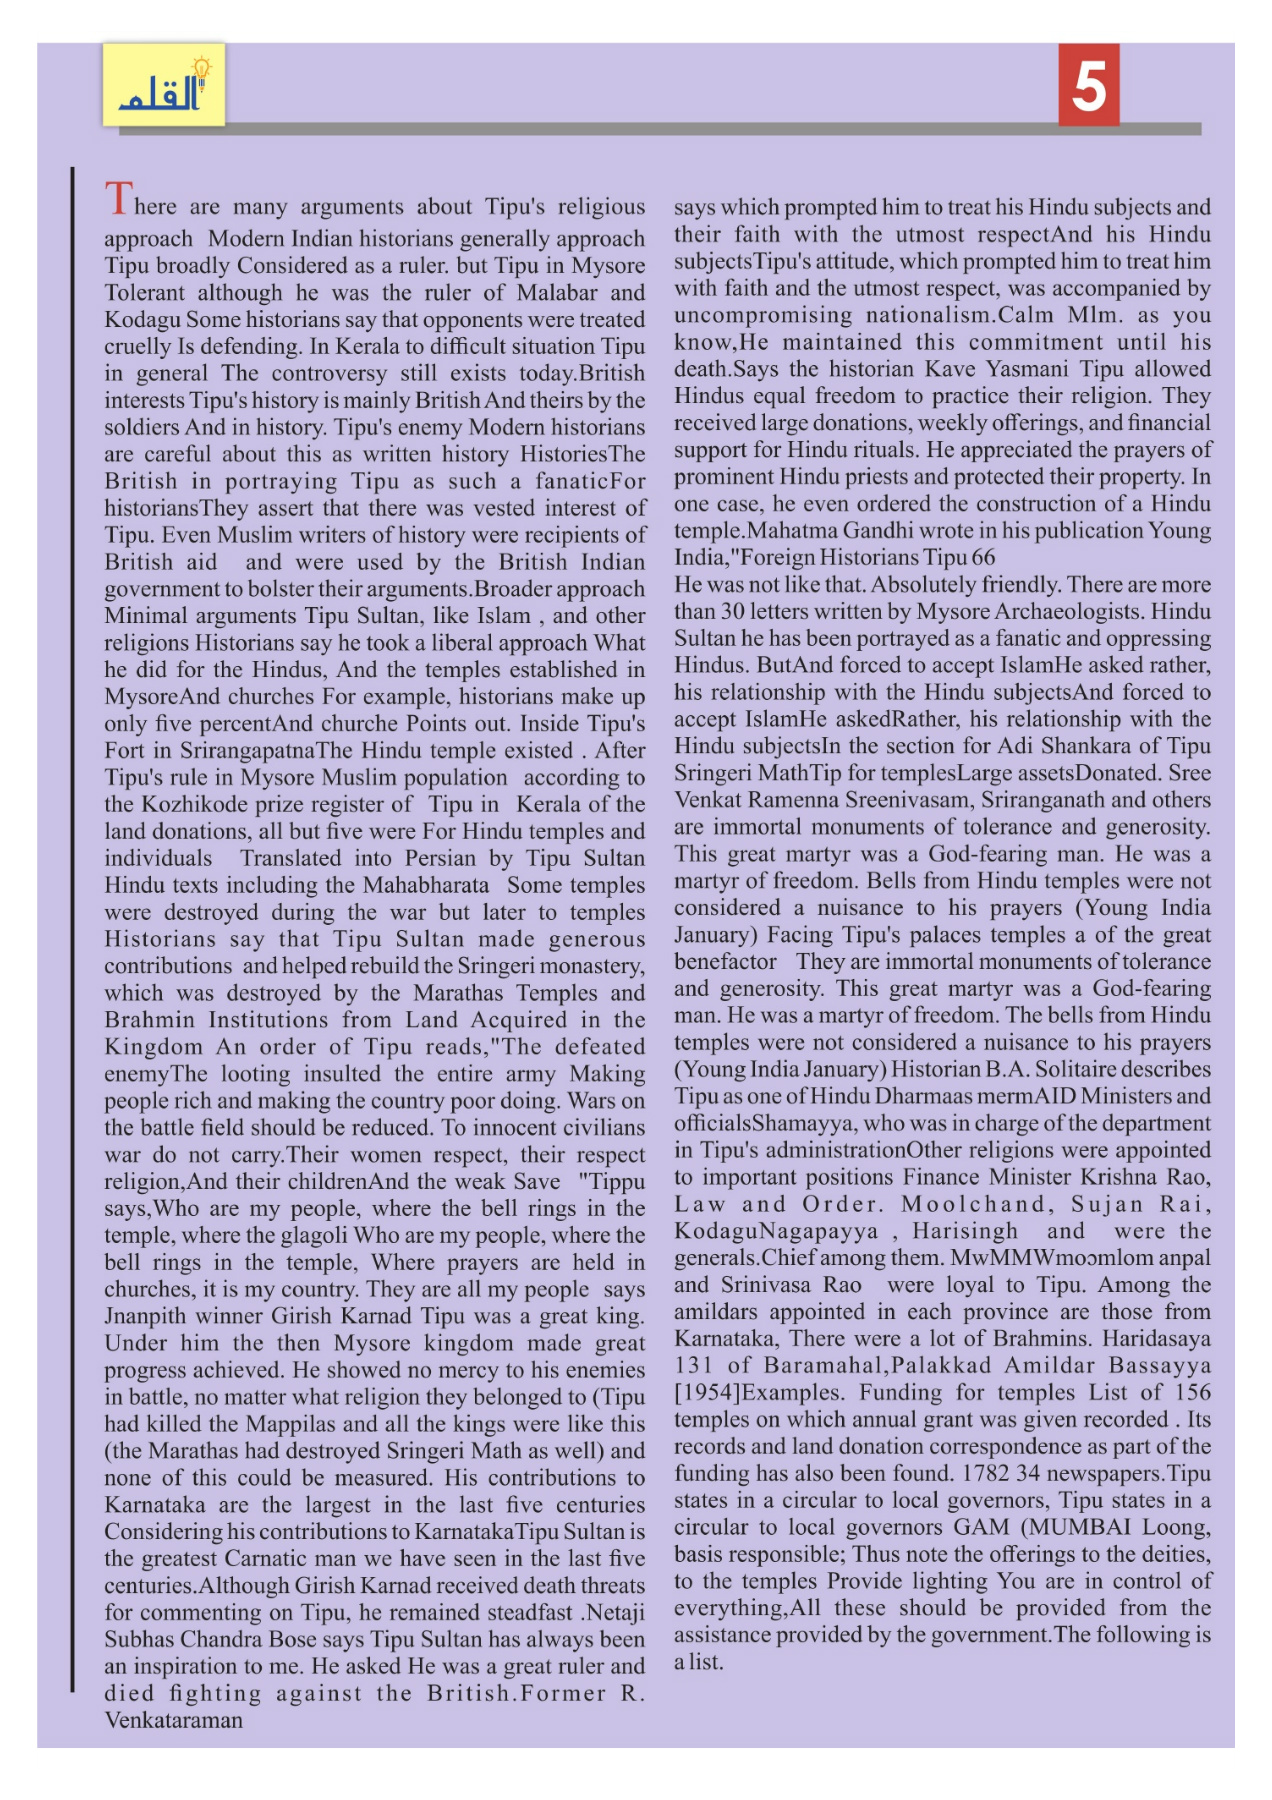 القلم
5
There are many arguments about Tipu's religious
approach Modern Indian historians generally approach
Tipu broadly Considered as a ruler. but Tipu in Mysore
Tolerant although he was the ruler of Malabar and
Kodagu Some historians say that opponents were treated
cruelly Is defending. In Kerala to difficult situation Tipu
in general The controversy still exists today.British
interests Tipu's history is mainly British And theirs by the
soldiers And in history. Tipu's enemy Modern historians
are careful about this as written history HistoriesThe
British in portraying Tipu as such a fanaticFor
historiansThey assert that there was vested interest of
Tipu. Even Muslim writers of history were recipients of
British aid and were used by the British Indian
government to bolster their arguments.Broader approach
Minimal arguments Tipu Sultan, like Islam , and other
religions Historians say he took a liberal approach What
he did for the Hindus, And the temples established in
MysoreAnd churches For example, historians make up
only five percentAnd churche Points out. Inside Tipu's
Fort in SrirangapatnaThe Hindu temple existed . After
Tipu's rule in Mysore Muslim population according to
the Kozhikode prize register of Tipu in Kerala of the
land donations, all but five were For Hindu temples and
individuals Translated into Persian by Tipu Sultan
Hindu texts including the Mahabharata Some temples
were destroyed during the war but later to temples
Historians say that Tipu Sultan made generous
contributions and helped rebuild the Sringeri monastery,
which was destroyed by the Marathas Temples and
Brahmin Institutions from Land Acquired in the
Kingdom An order of Tipu reads,"The defeated
enemyThe looting insulted the entire army Making
people rich and making the country poor doing. Wars on
the battle field should be reduced. To innocent civilians
war do not carry.Their women respect, their respect
religion,And their childrenAnd the weak Save "Tippu
says,Who are my people, where the bell rings in the
temple, where the glagoli Who are my people, where the
bell rings in the temple, Where prayers are held in
churches, it is my country. They are all my people says
Jnanpith winner Girish Karnad Tipu was a great king.
Under him the then Mysore kingdom made great
progress achieved. He showed no mercy to his enemies
in battle, no matter what religion they belonged to (Tipu
had killed the Mappilas and all the kings were like this
(the Marathas had destroyed Sringeri Math as well) and
none of this could be measured. His contributions to
Karnataka are the largest in the last five centuries
Considering his contributions to KarnatakaTipu Sultan is
the greatest Carnatic man we have seen in the last five
centuries.Although Girish Karnad received death threats
for commenting on Tipu, he remained steadfast .Netaji
Subhas Chandra Bose says Tipu Sultan has always been
an inspiration to me. He asked He was a great ruler and
died fighting against the British.Former R.
Venkataraman
says which prompted him to treat his Hindu subjects and
their faith with the utmost respectAnd his Hindu
subjectsTipu's attitude, which prompted him to treat him
with faith and the utmost respect, was accompanied by
uncompromising nationalism.Calm Mlm. as you
know,He maintained this commitment until his
death.Says the historian Kave Yasmani Tipu allowed
Hindus equal freedom to practice their religion. They
received large donations, weekly offerings, and financial
support for Hindu rituals. He appreciated the prayers of
prominent Hindu priests and protected their property. In
one case, he even ordered the construction of a Hindu
temple.Mahatma Gandhi wrote in his publication Young
India,"Foreign Historians Tipu 66
He was not like that. Absolutely friendly. There are more
than 30 letters written by Mysore Archaeologists. Hindu
Sultan he has been portrayed as a fanatic and oppressing
Hindus. ButAnd forced to accept IslamHe asked rather,
his relationship with the Hindu subjectsAnd forced to
accept IslamHe askedRather, his relationship with the
Hindu subjectsIn the section for Adi Shankara of Tipu
Sringeri MathTip for templesLarge assetsDonated. Sree
Venkat Ramenna Sreenivasam, Sriranganath and others
are immortal monuments of tolerance and generosity.
This great martyr was a God-fearing man. He was a
martyr of freedom. Bells from Hindu temples were not
considered a nuisance to his prayers (Young India
January) Facing Tipu's palaces temples a of the great
benefactor They are immortal monuments of tolerance
and generosity. This great martyr was a God-fearing
man. He was a martyr of freedom. The bells from Hindu
temples were not considered a nuisance to his prayers
(Young India January) Historian B.A. Solitaire describes
Tipu as one of Hindu Dharmaas mermAID Ministers and
officialsShamayya, who was in charge of the department
in Tipu's administrationOther religions were appointed
to important positions Finance Minister Krishna Rao,
Law and Order. Moolchand, Sujan Rai,
KodaguNagapayya , Harisingh and were the
generals.Chief among them. MwMMWmoɔmlom anpal
and Srinivasa Rao were loyal to Tipu. Among the
amildars appointed in each province are those from
Karnataka, There were a lot of Brahmins. Haridasaya
131 of Baramahal,Palakkad Amildar Bassayya
[1954]Examples. Funding for temples List of 156
temples on which annual grant was given recorded . Its
records and land donation correspondence as part of the
funding has also been found. 1782 34 newspapers.Tipu
states in a circular to local governors, Tipu states in a
circular to local governors GAM (MUMBAI Loong,
basis responsible; Thus note the offerings to the deities,
to the temples Provide lighting You are in control of
everything,All these should be provided from the
assistance provided by the government.The following is
a list.